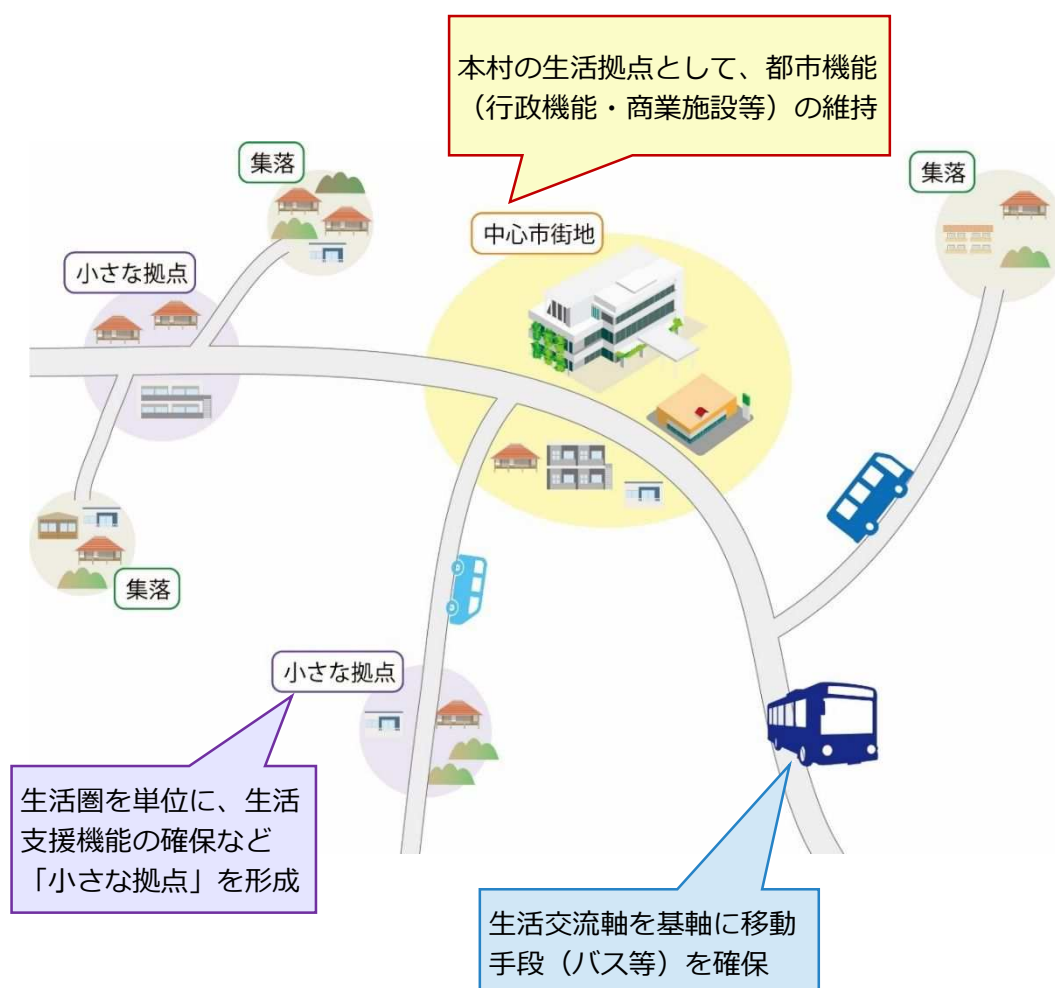 本村の生活拠点として、都市機能
（行政機能・商業施設等）の維持
集落
集落
中心市街地
小さな拠点
集落
小さな拠点
生活圏を単位に、生活
支援機能の確保など
「小さな拠点」を形成
生活交流軸を基軸に移動
手段（バス等）を確保